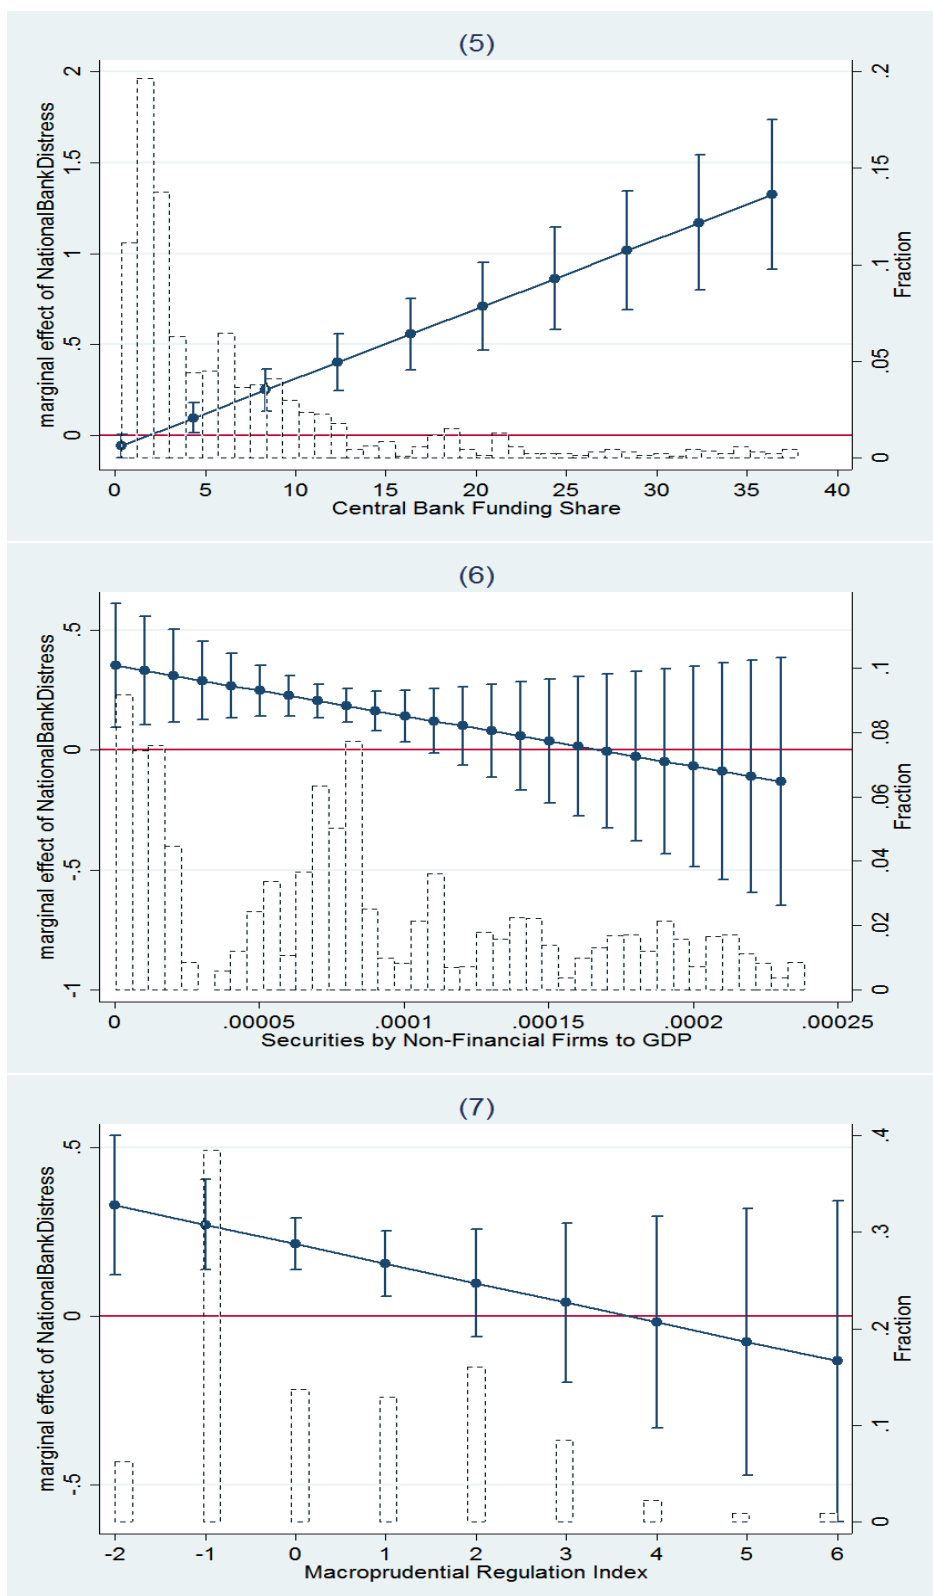 (5)
marginal effect of NationalBankDistress
2
1.5
1
.5
0
.2
.15
.1
.05
0
Fraction
0 5 10 15 20 25 30 35 40
Central Bank Funding Share
(6)
marginal effect of NationalBankDistress
.5
0
-.5
-1
.1
.08
.06
.04
.02
0
Fraction
0 .00005 .0001 .00015 .0002 .00025
Securities by Non-Financial Firms to GDP
(7)
marginal effect of NationalBankDistress
.5
0
-.5
.4
.3
.2
.1
0
Fraction
-2 -1 0 1 2 3 4 5 6
Macroprudential Regulation Index